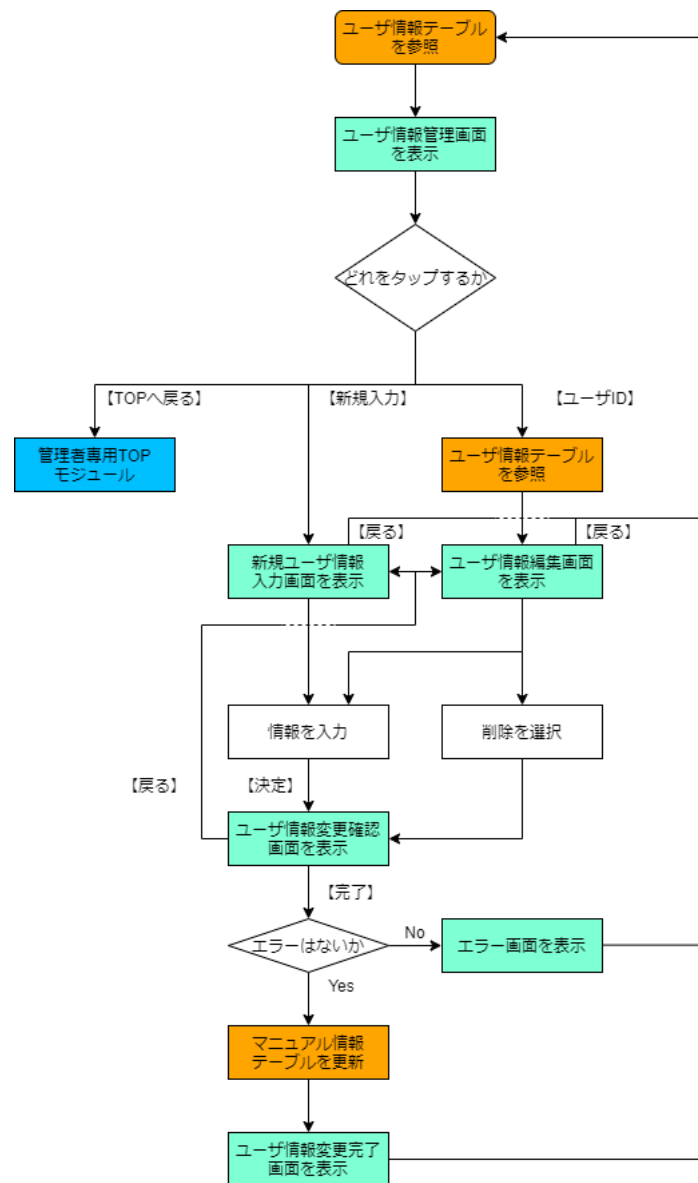 ユーザ情報テーブル
を参照
ユーザ情報管理画面
を表示
どれをタップするか
【TOPへ戻る】
【新規入力】
【ユーザID】
管理者専用TOP
モジュール
ユーザ情報テーブル
を参照
【戻る】
【戻る】
新規ユーザ情報
入力画面を表示
ユーザ情報編集画面
を表示
情報を入力
削除を選択
【戻る】
【決定】
ユーザ情報変更確認
画面を表示
【完了】
エラーはないか
No
エラー画面を表示
Yes
マニュアル情報
テーブルを更新
ユーザ情報変更完了
画面を表示